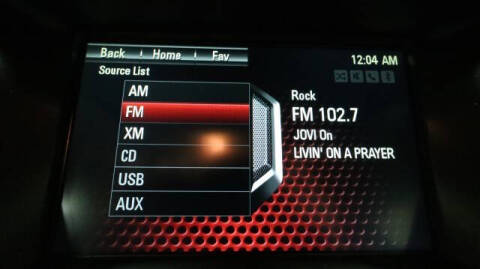 Back Home Fav
12:04 AM
Source List
AM
FM
XM
CD
USB
AUX
Rock
FM 102.7
JOVI On
LIVIN' ON A PRAYER